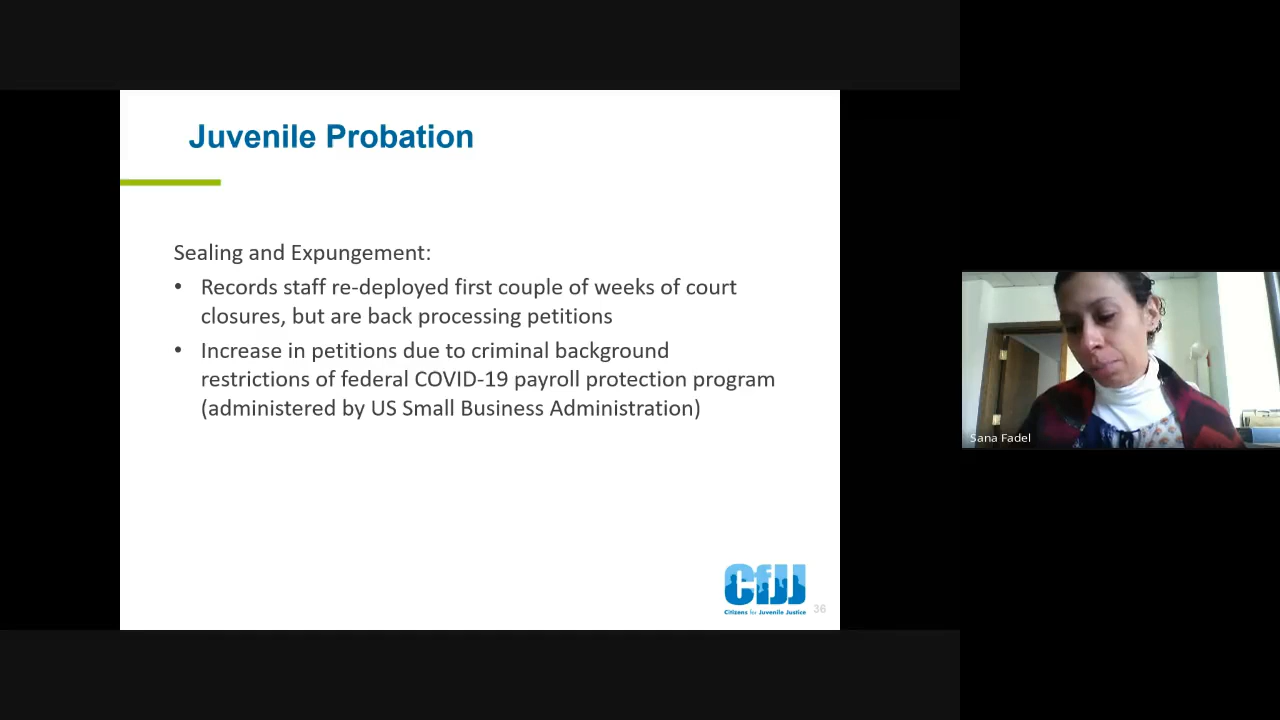 Juvenile Probation
Sealing and Expungement:
• Records staff re-deployed first couple of weeks of court
closures, but are back processing petitions
• Increase in petitions due to criminal background
restrictions of federal COVID-19 payroll protection program
(administered by US Small Business Administration)
CfJJ
Citizens for Juvenile Justice
36
Sana Fadel